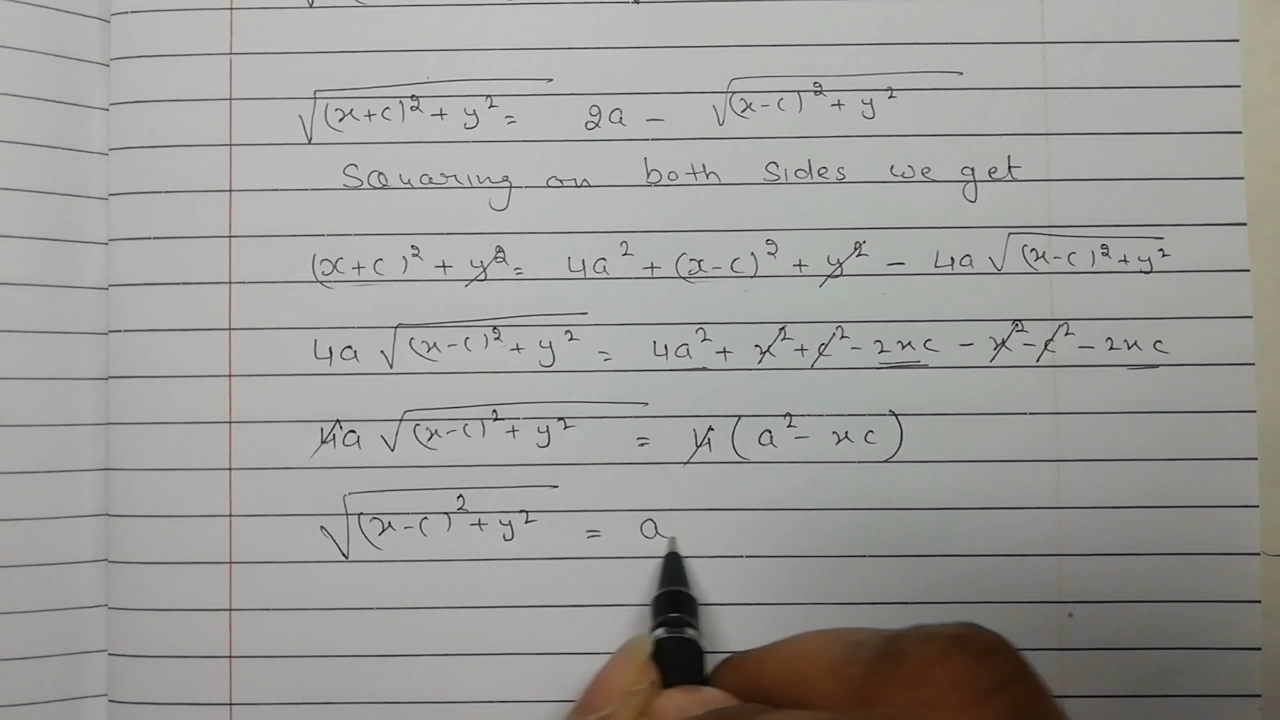 √((x+c)² + y²) = 2a − √((x−c)² + y²)
Squaring on both sides we get
(x+c)² + y² = 4a² + (x−c)² + y² − 4a √((x−c)² + y²)
4a √((x−c)² + y²) = 4a² + x² + c² − 2xc − x² − c² − 2xc
4a √((x−c)² + y²) = 4 (a² − xc)
√((x−c)² + y²) = a